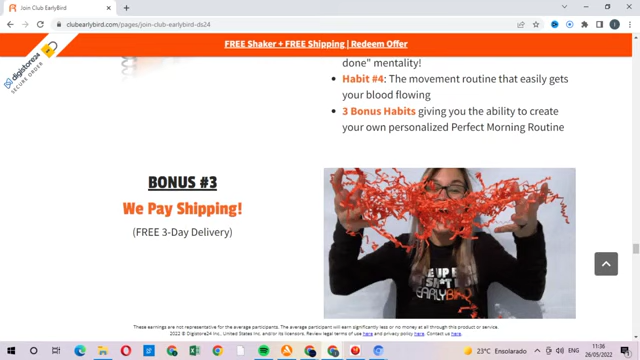 Join Club EarlyBird
clubearlybird.com/pages/join-club-earlybird-ds24
digistore24
SECURE ORDER
FREE Shaker + FREE Shipping | Redeem Offer
done" mentality!
Habit #4: The movement routine that easily gets
your blood flowing
3 Bonus Habits giving you the ability to create
your own personalized Perfect Morning Routine
BONUS #3
We Pay Shipping!
(FREE 3-Day Delivery)
EARLYBIRD
These earnings are not representative for the average participants. The average participant will earn significantly less or no money at all through this product or service.
2022 © Digistore24 Inc., United States Inc. and/or its licensors. Review legal terms of use here and privacy policy here. Contact us here
23°C Ensolarado
ENG
11:36
26/05/2022